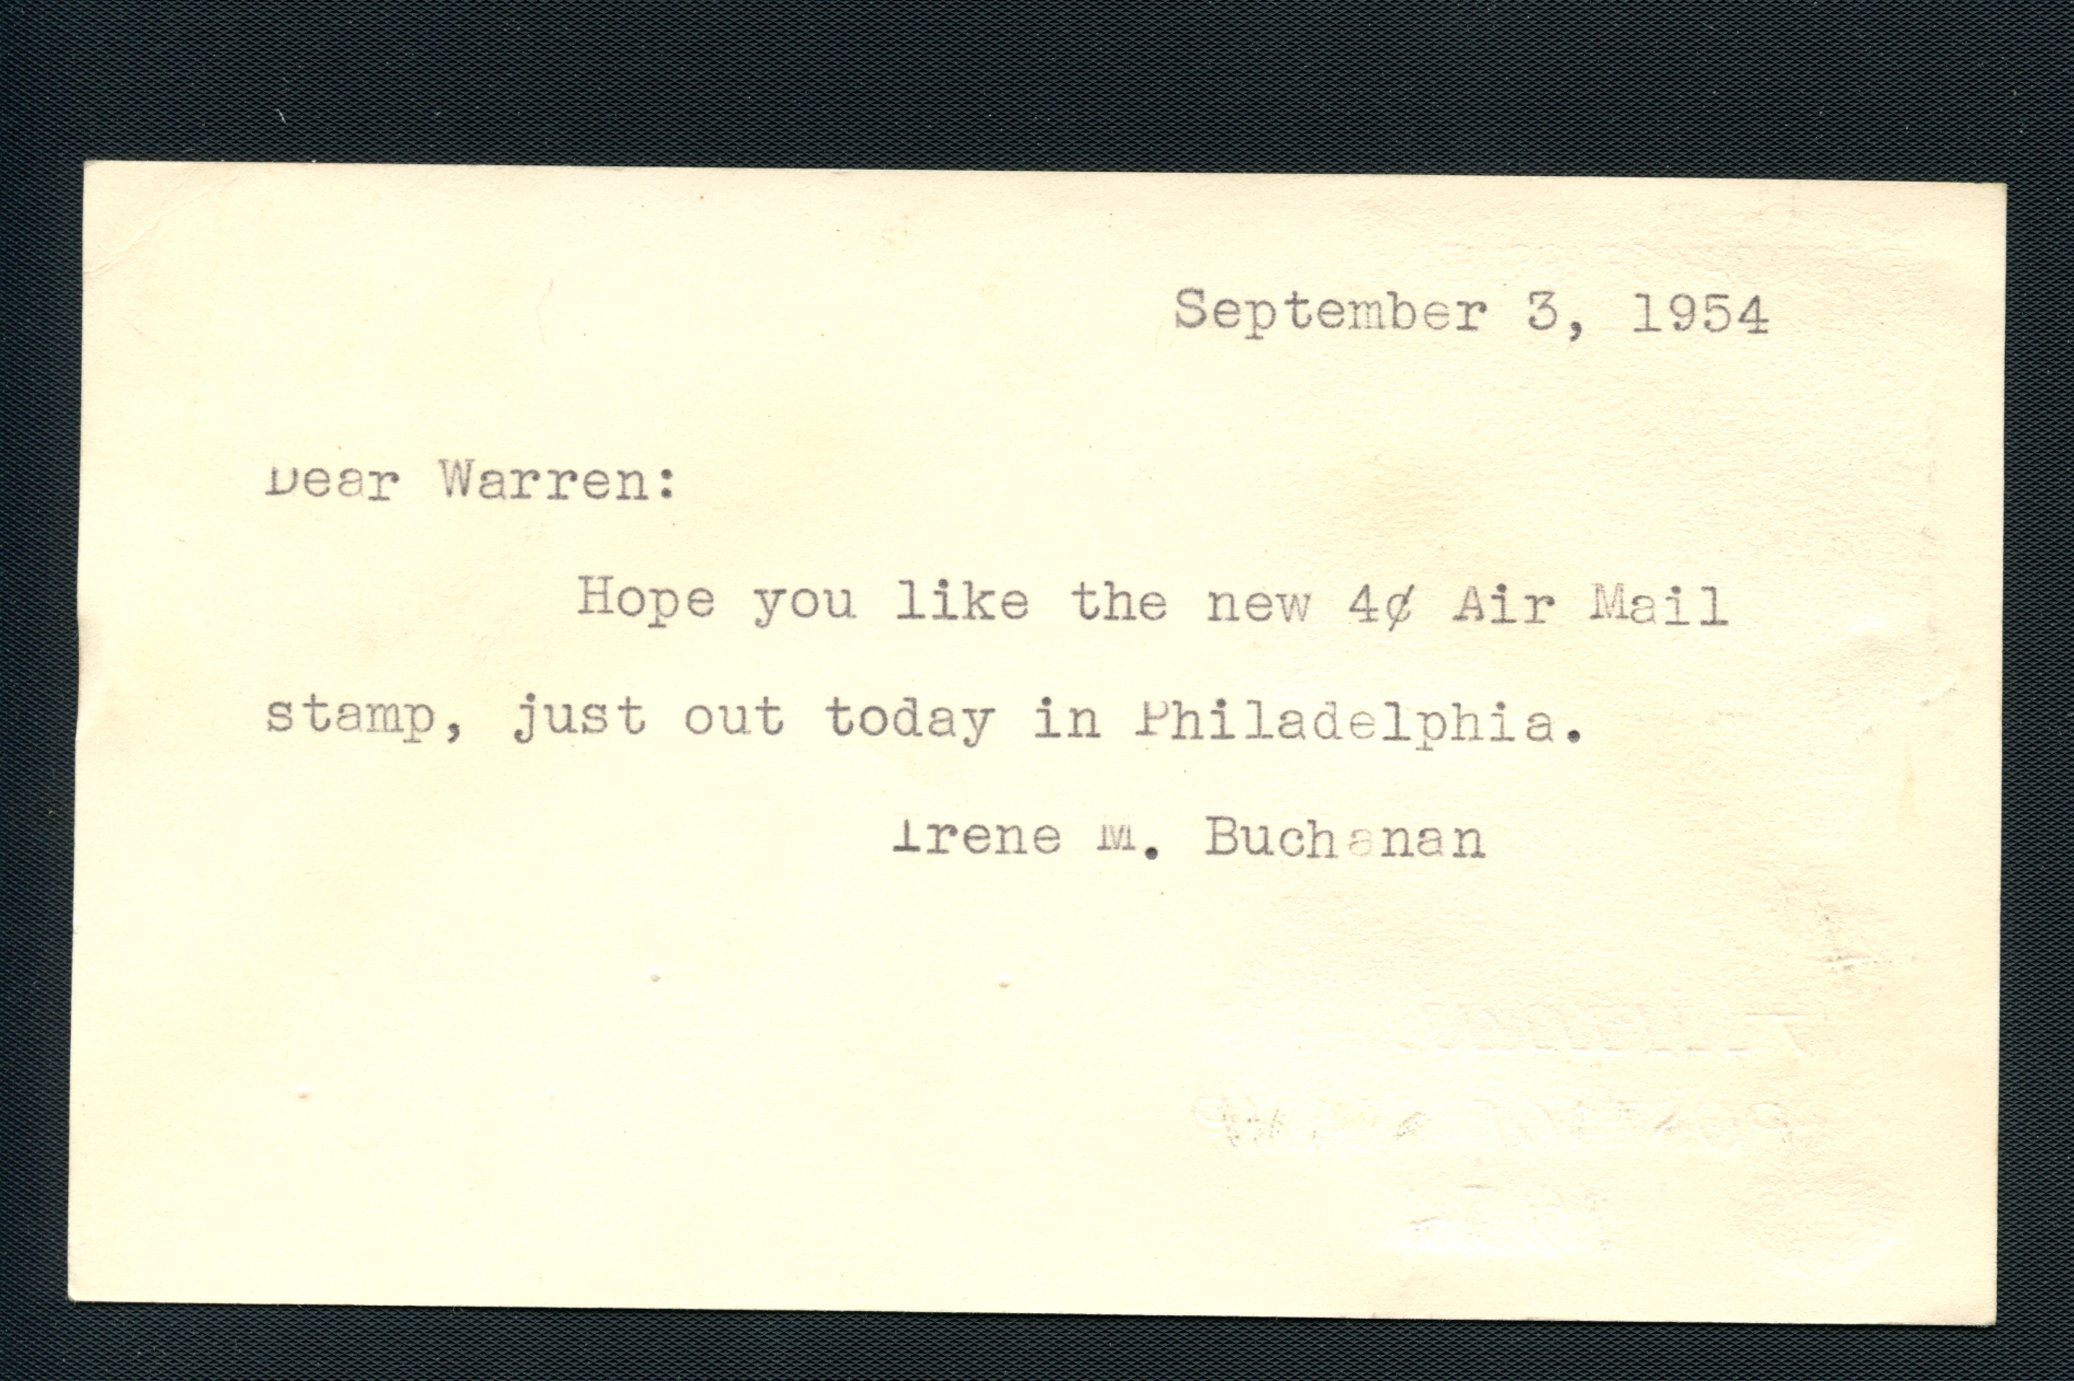 September 3, 1954
Dear Warren:
Hope you like the new 4¢ Air Mail
stamp, just out today in Philadelphia.
Irene M. Buchanan